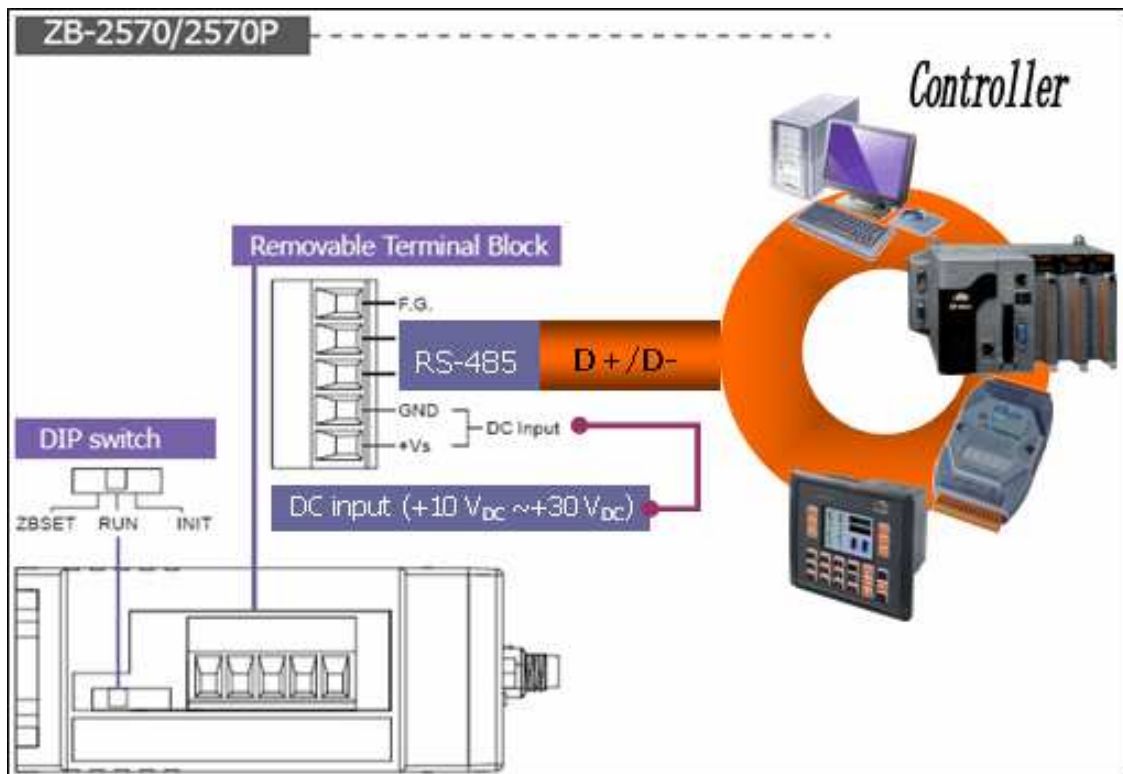 ZB-2570/2570P
Controller
Removable Terminal Block
F.G.
RS-485
D+/D-
GND
DC Input
+Vs
DIP switch
ZBSET RUN INIT
DC input (+10 VDC ~+30 VDC)